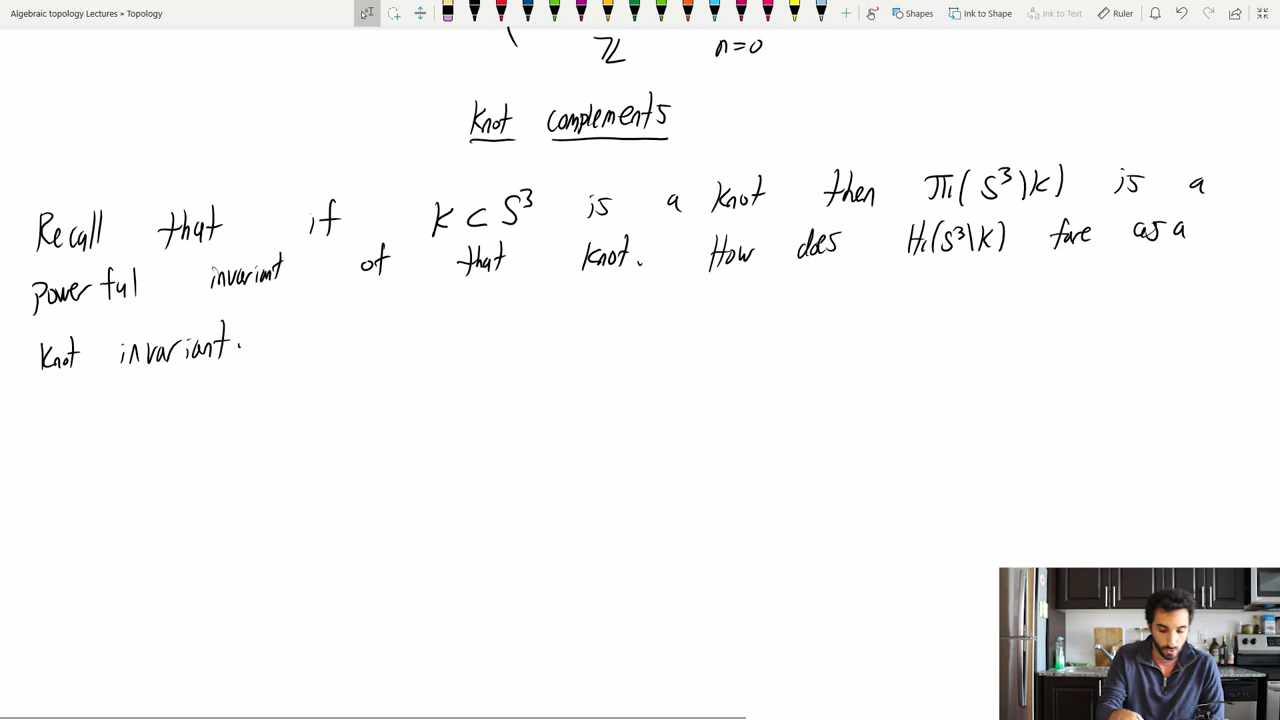 Algebraic topology Lectures – Topology
Shapes Ink to Shape Ink to Text Ruler
ℤ n=0
Knot complements
Recall that if K ⊂ S³ is a knot then π₁(S³\K) is a
powerful invariant of that knot. How does H₁(S³\K) fare as a
knot invariant.